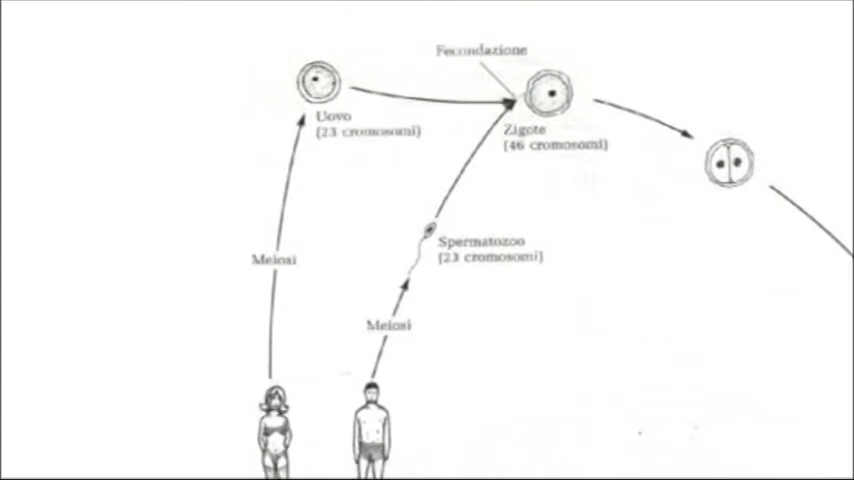 Fecondazione
Uovo
(23 cromosomi)
Zigote
(46 cromosomi)
Spermatozoo
(23 cromosomi)
Meiosi
Meiosi